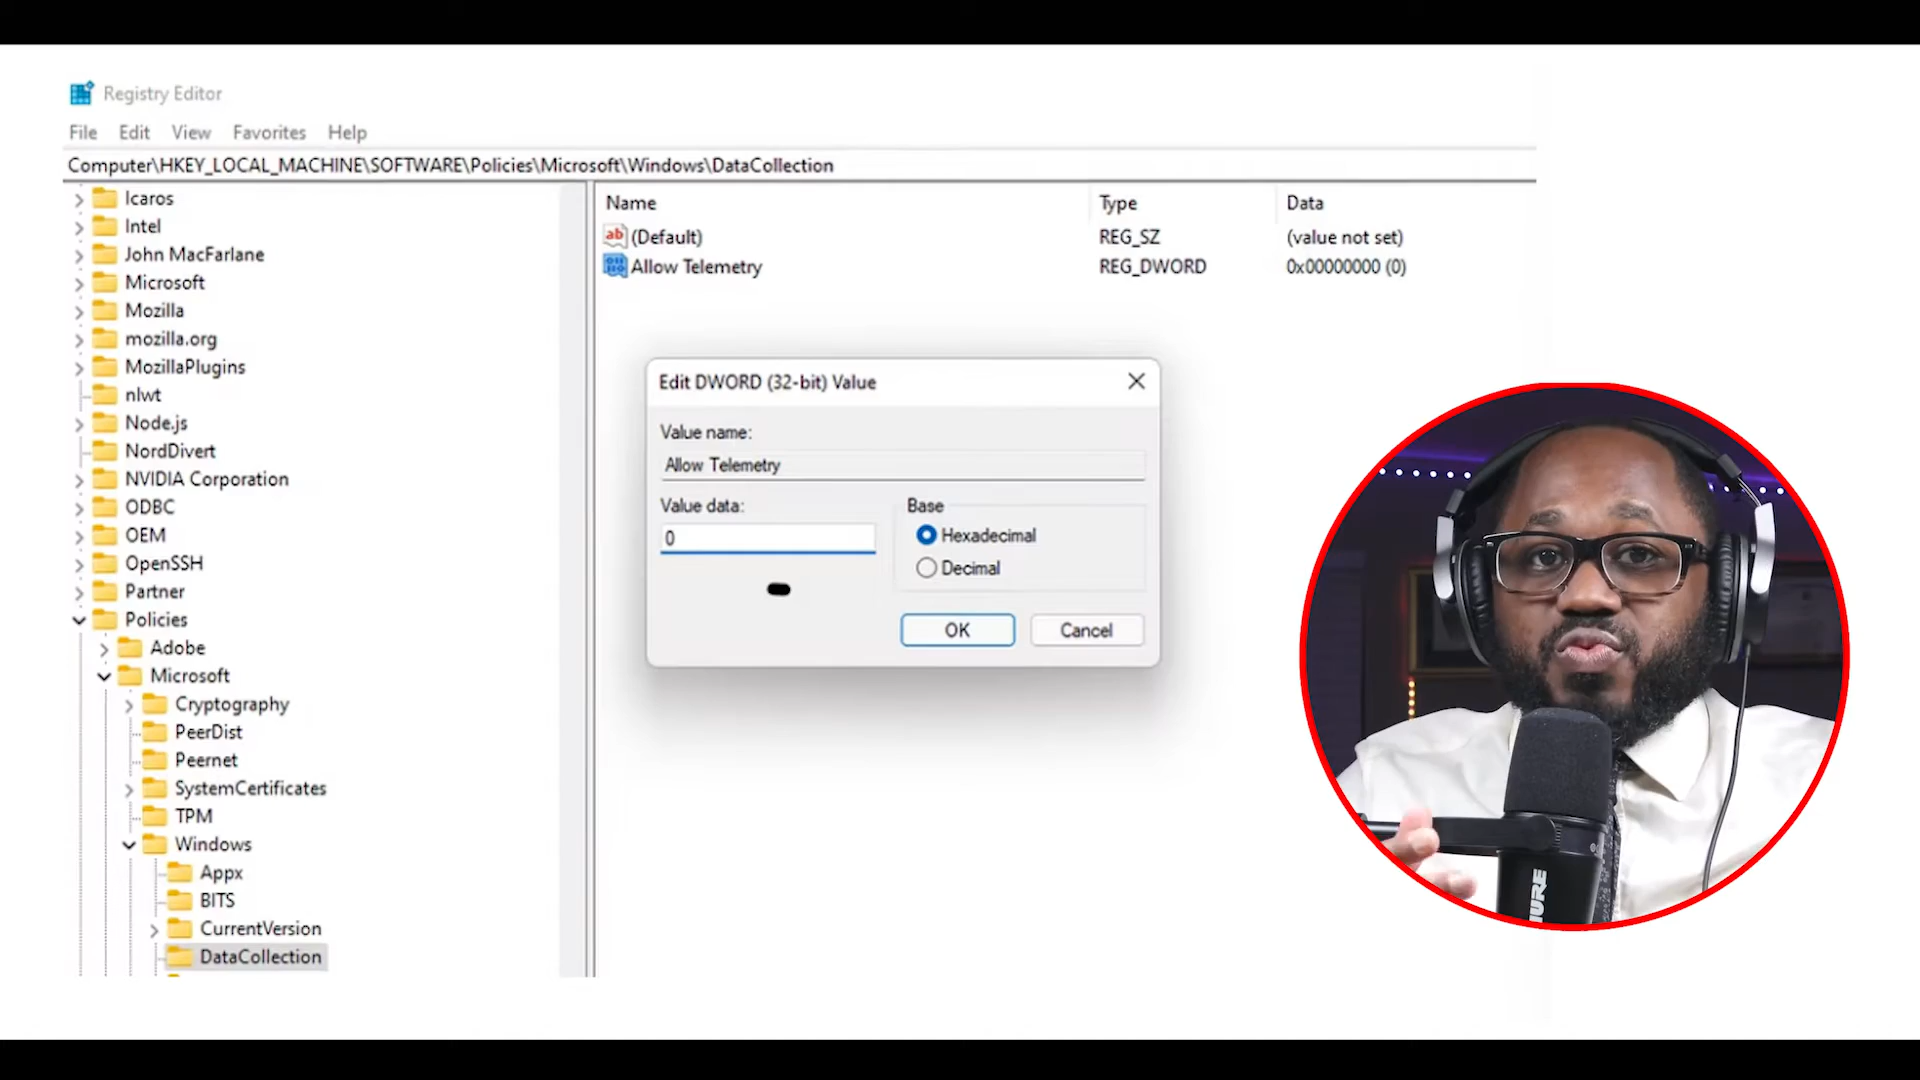 Registry Editor
File Edit View Favorites Help
Computer\HKEY_LOCAL_MACHINE\SOFTWARE\Policies\Microsoft\Windows\DataCollection
Icaros
Intel
John MacFarlane
Microsoft
Mozilla
mozilla.org
MozillaPlugins
nlwt
Node.js
NordDivert
NVIDIA Corporation
ODBC
OEM
OpenSSH
Partner
Policies
Adobe
Microsoft
Cryptography
PeerDist
Peernet
SystemCertificates
TPM
Windows
Appx
BITS
CurrentVersion
DataCollection
Name Type Data
(Default) REG_SZ (value not set)
Allow Telemetry REG_DWORD 0x00000000 (0)
Edit DWORD (32-bit) Value
Value name:
Allow Telemetry
Value data:
0
Base
Hexadecimal
Decimal
OK Cancel